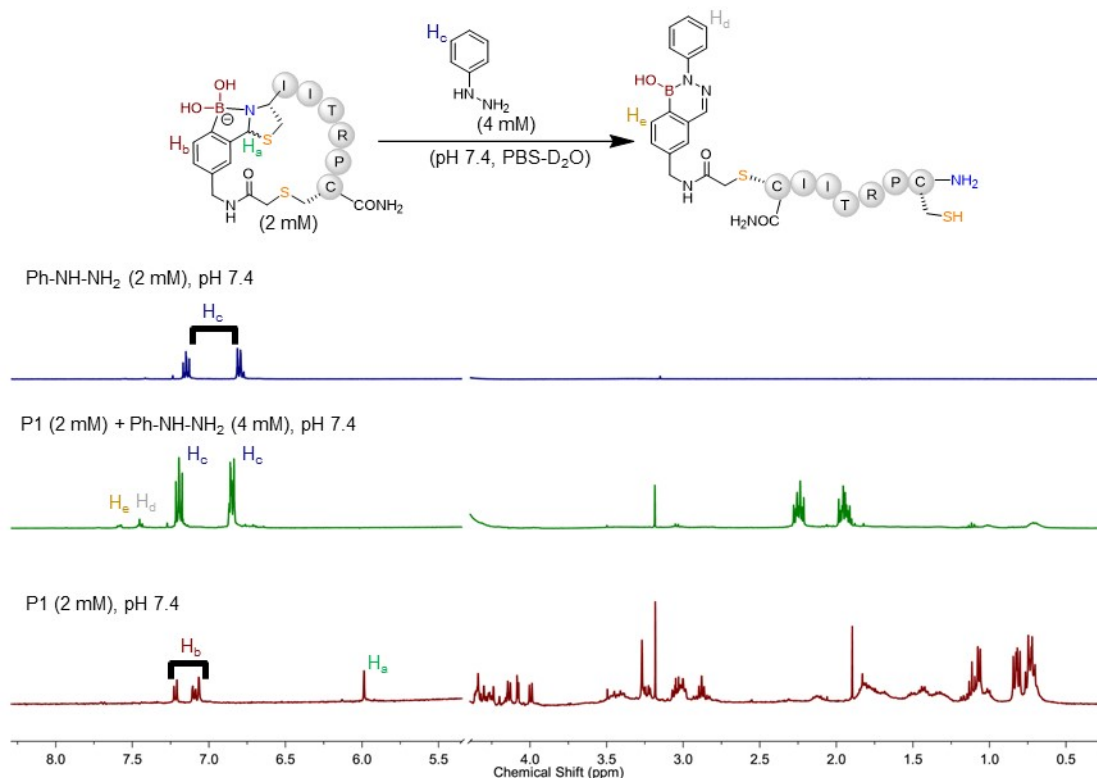 Hc
HN
NH2
(4 mM)
(pH 7.4, PBS-D2O)
OH
HO
B
⊖
N
S
Hb
Ha
I
I
T
R
P
C
O
N
H
S
CONH2
(2 mM)
Hd
HO
B
N
N
He
O
N
H
S
H2N
O
C
I
I
T
R
P
C
NH2
SH
Ph-NH-NH2 (2 mM), pH 7.4
Hc
P1 (2 mM) + Ph-NH-NH2 (4 mM), pH 7.4
He
Hd
Hc
Hc
P1 (2 mM), pH 7.4
Hb
Ha
8.0 7.5 7.0 6.5 6.0 5.5 4.0 3.5 3.0 2.5 2.0 1.5 1.0 0.5
Chemical Shift (ppm)